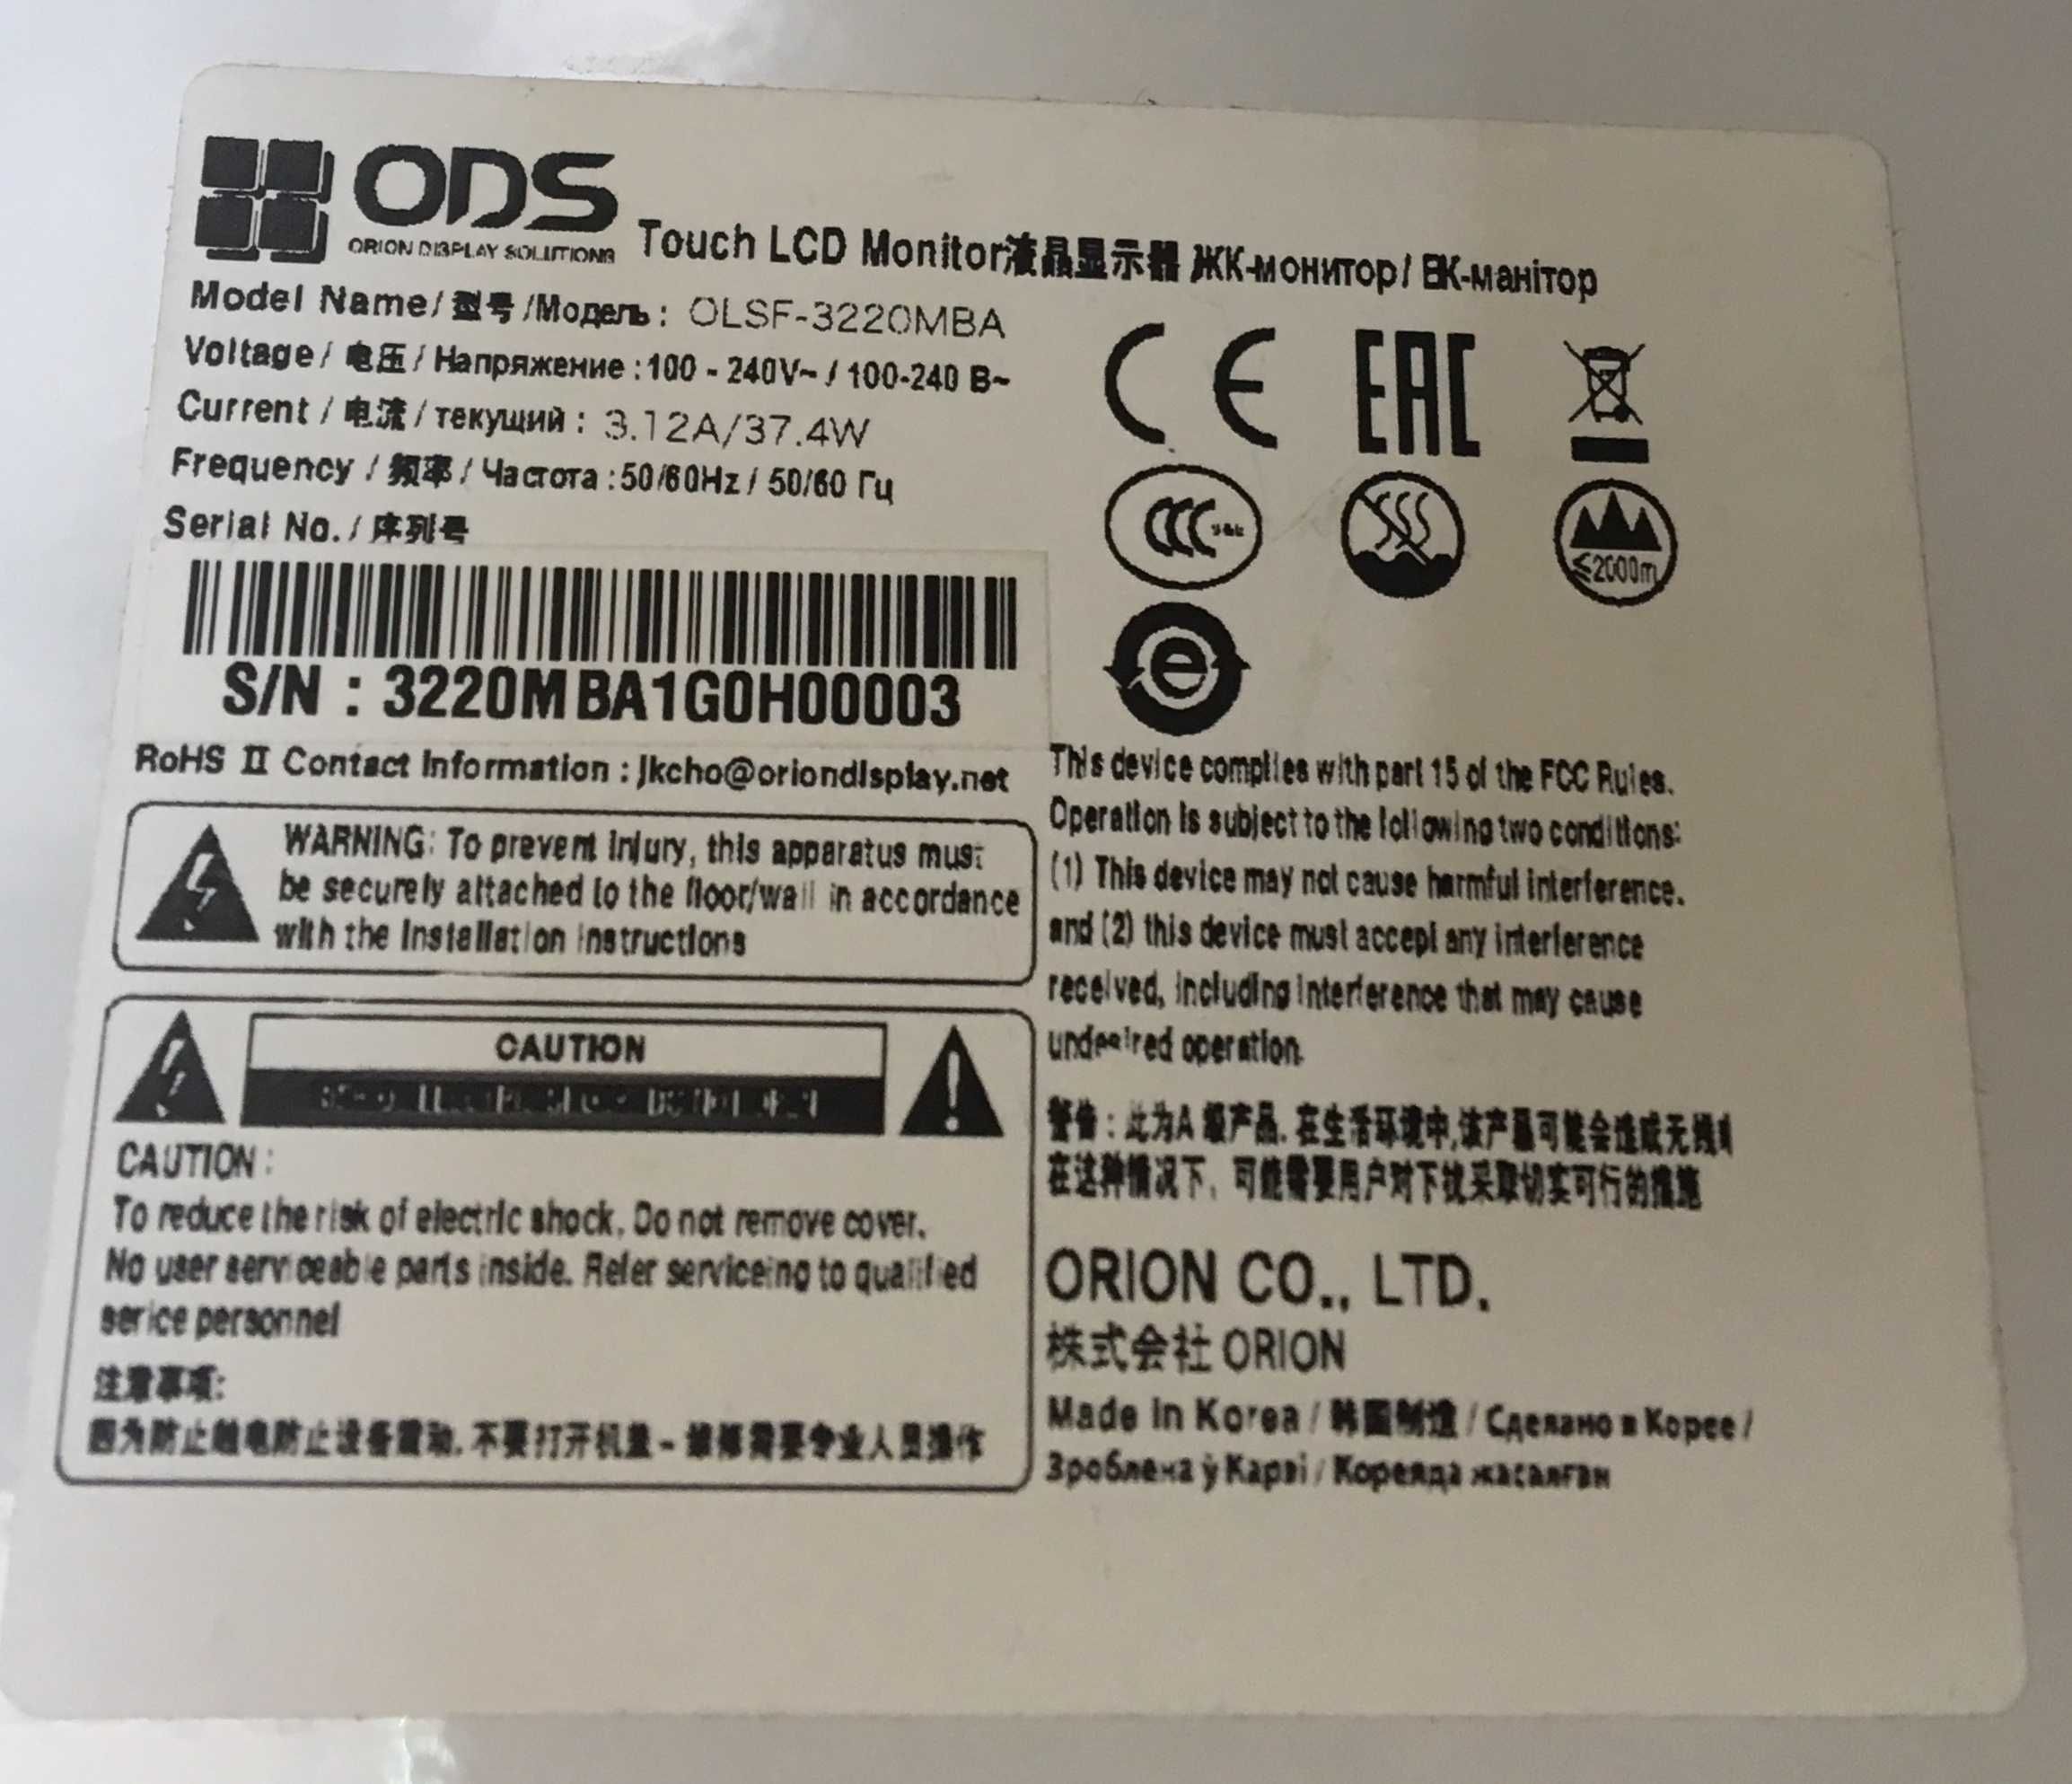 ODS
ORION DISPLAY SOLUTIONS
Touch LCD Monitor液晶显示器 ЖК-монитор/ ВК-манітор
Model Name/ 型号 /Модель : OLSF-3220MBA
Voltage/ 电压 / Напряжение : 100 - 240V~ / 100-240 В~
Current / 电流 / текущий : 3.12A/37.4W
Frequency / 频率 / Частота : 50/60Hz / 50/60 Гц
Serial No. / 序列号
S/N : 3220MBA1G0H00003
RoHS II Contact Information : jkcho@oriondisplay.net
WARNING: To prevent injury, this apparatus must
be securely attached to the floor/wall in accordance
with the Installation instructions
CAUTION
CAUTION :
To reduce the risk of electric shock, Do not remove cover.
No user serviceable parts inside. Refer serviceing to qualified
serice personnel
注意事项:
因为防止触电防止设备震动, 不要打开机盖 - 维修需要专业人员操作
CE
EAC
CCC
≤2000m
e
This device complies with part 15 of the FCC Rules.
Operation is subject to the following two conditions:
(1) This device may not cause harmful interference.
and (2) this device must accept any interference
received, including interference that may cause
undesired operation.
警告 : 此为A 级产品, 在生活环境中,该产品可能会造成无线
在这种情况下, 可能需要用户对干扰采取切实可行的措施
ORION CO., LTD.
株式会社 ORION
Made In Korea / 韩国制造 / Сделано в Корее /
Зроблена ў Карэі / Кореяда жасалған